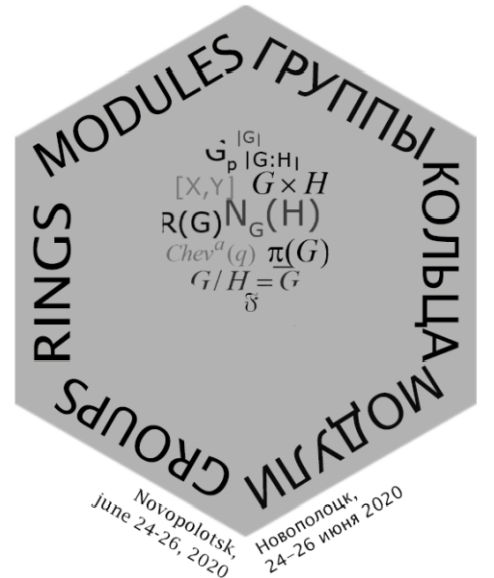 MODULES
ГРУППЫ
|G|
G_p |G:H|
[X,Y] G × H
R(G) N_G(H)
Chev^a(q) π(G)
G/H = G̅
𝔉
RINGS
КОЛЬЦА
GROUPS
МОДУЛИ
Novopolotsk,
june 24-26, 2020
Новополоцк,
24–26 июня 2020